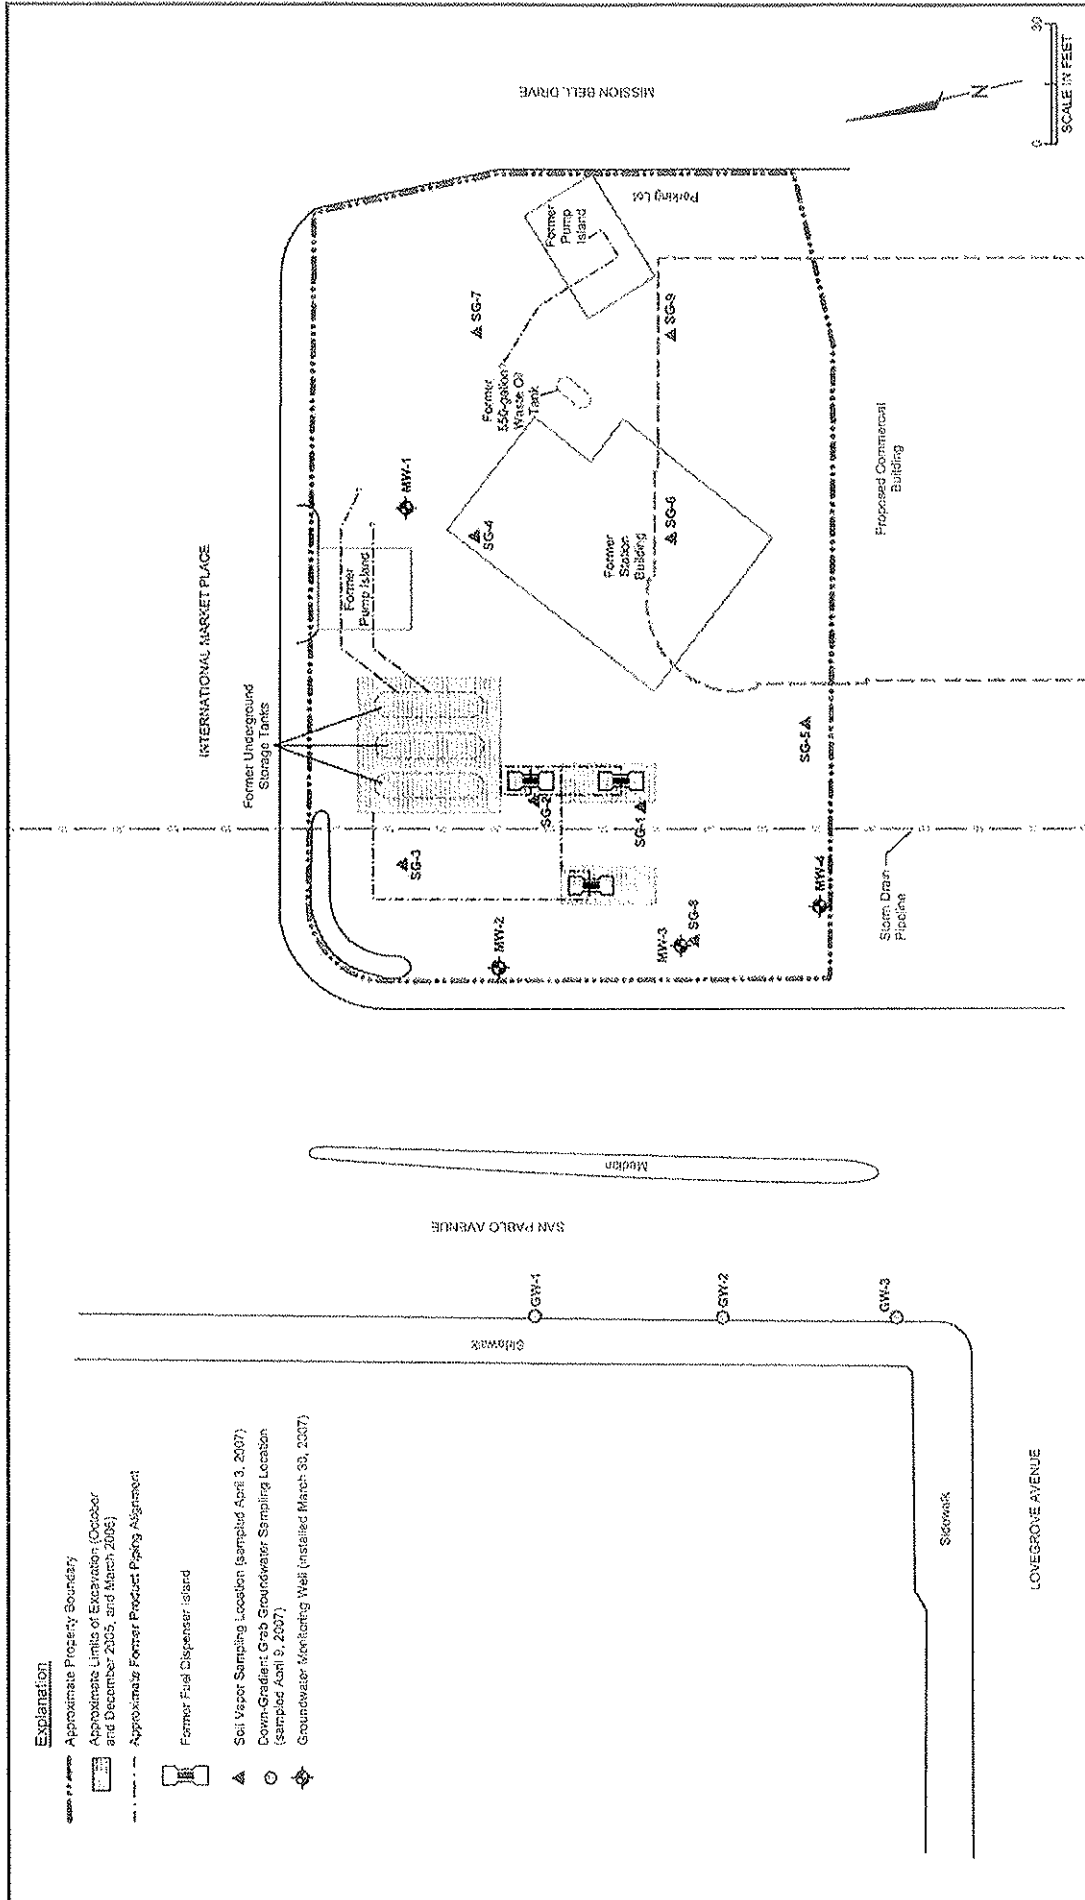 Explanation
Approximate Property Boundary
Approximate Limits of Excavation (October
and December 2005, and March 2006)
Approximate Former Product Piping Alignment
Former Fuel Dispenser Island
Soil Vapor Sampling Location (sampled April 3, 2007)
Down-Gradient Grab Groundwater Sampling Location
(sampled April 9, 2007)
Groundwater Monitoring Well (installed March 30, 2007)
LOVEGROVE AVENUE
Sidewalk
Sidewalk
GW-1
GW-2
GW-3
SAN PABLO AVENUE
Median
INTERNATIONAL MARKET PLACE
Former Underground
Storage Tanks
Former
Pump Island
MW-1
MW-2
MW-3
MW-4
SG-1
SG-2
SG-3
SG-4
SG-5
SG-6
SG-7
SG-8
SG-9
Former
550-gallon?
Waste Oil
Tank
Former
Pump
Island
Former
Station
Building
Parking Lot
Storm Drain
Pipeline
Proposed Commercial
Building
MISSION BELL DRIVE
N
0
30
SCALE IN FEET